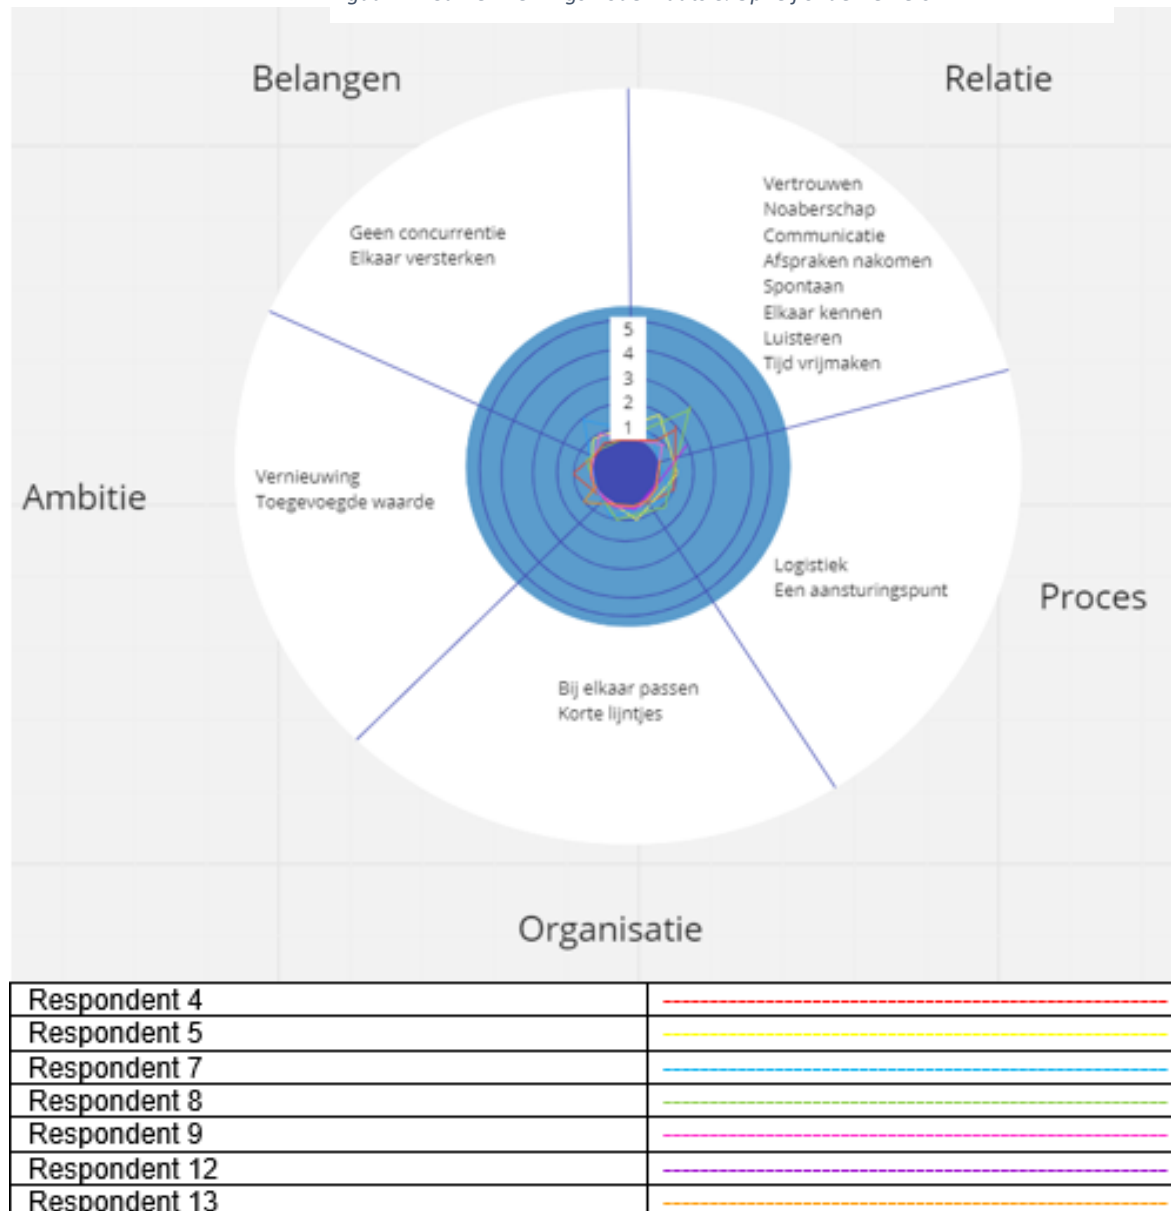 Belangen
Relatie
Vertrouwen
Noaberschap
Communicatie
Afspraken nakomen
Spontaan
Elkaar kennen
Luisteren
Tijd vrijmaken
Geen concurrentie
Elkaar versterken
5
4
3
2
1
Ambitie
Vernieuwing
Toegevoegde waarde
Logistiek
Een aansturingspunt
Proces
Bij elkaar passen
Korte lijntjes
Organisatie
Respondent 4
Respondent 5
Respondent 7
Respondent 8
Respondent 9
Respondent 12
Respondent 13